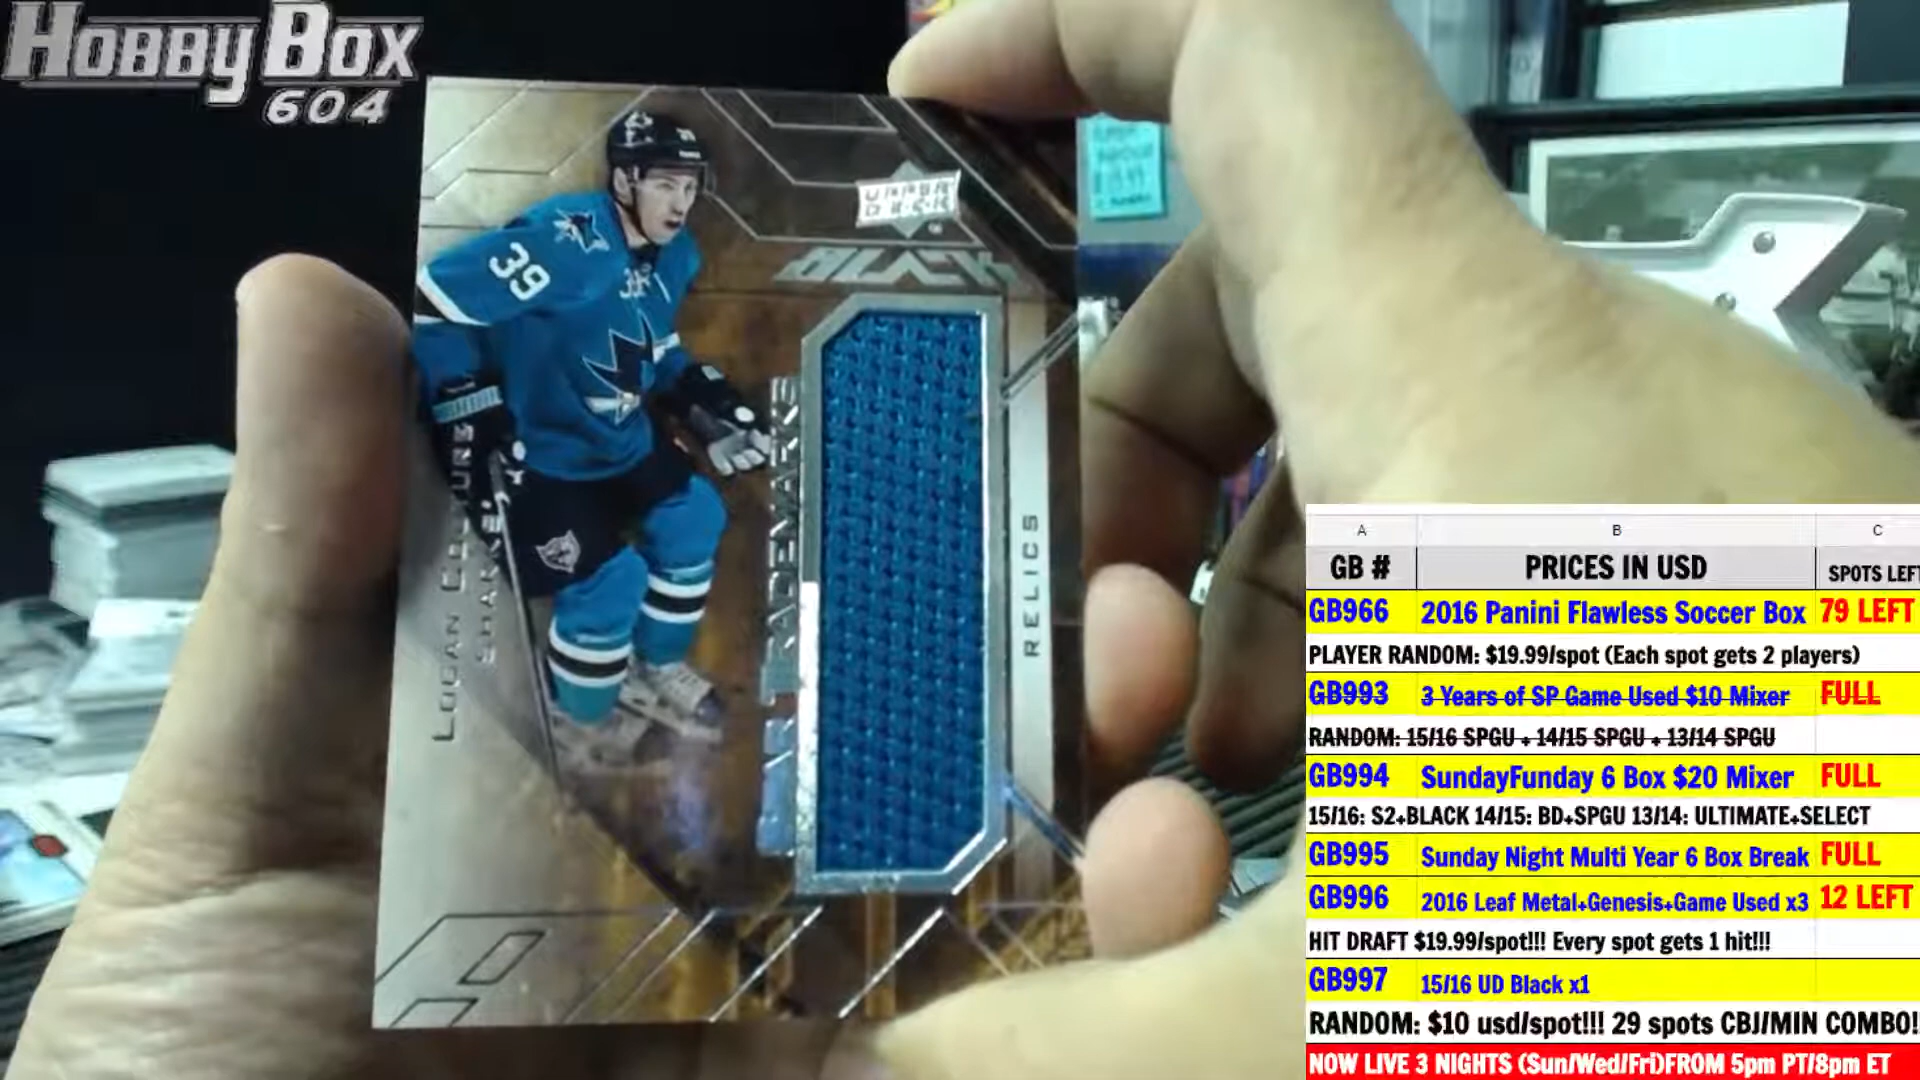 HOBBY BOX
604
UPPER
DECK
BLACK
39
LOGAN COUTURE
SHARKS
STAR TRADEMARKS
RELICS
A B C
GB # PRICES IN USD SPOTS LEFT
GB966 2016 Panini Flawless Soccer Box 79 LEFT
PLAYER RANDOM: $19.99/spot (Each spot gets 2 players)
GB993 3 Years of SP Game Used $10 Mixer FULL
RANDOM: 15/16 SPGU + 14/15 SPGU + 13/14 SPGU
GB994 SundayFunday 6 Box $20 Mixer FULL
15/16: S2+BLACK 14/15: BD+SPGU 13/14: ULTIMATE+SELECT
GB995 Sunday Night Multi Year 6 Box Break FULL
GB996 2016 Leaf Metal+Genesis+Game Used x3 12 LEFT
HIT DRAFT $19.99/spot!!! Every spot gets 1 hit!!!
GB997 15/16 UD Black x1
RANDOM: $10 usd/spot!!! 29 spots CBJ/MIN COMBO!!
NOW LIVE 3 NIGHTS (Sun/Wed/Fri)FROM 5pm PT/8pm ET